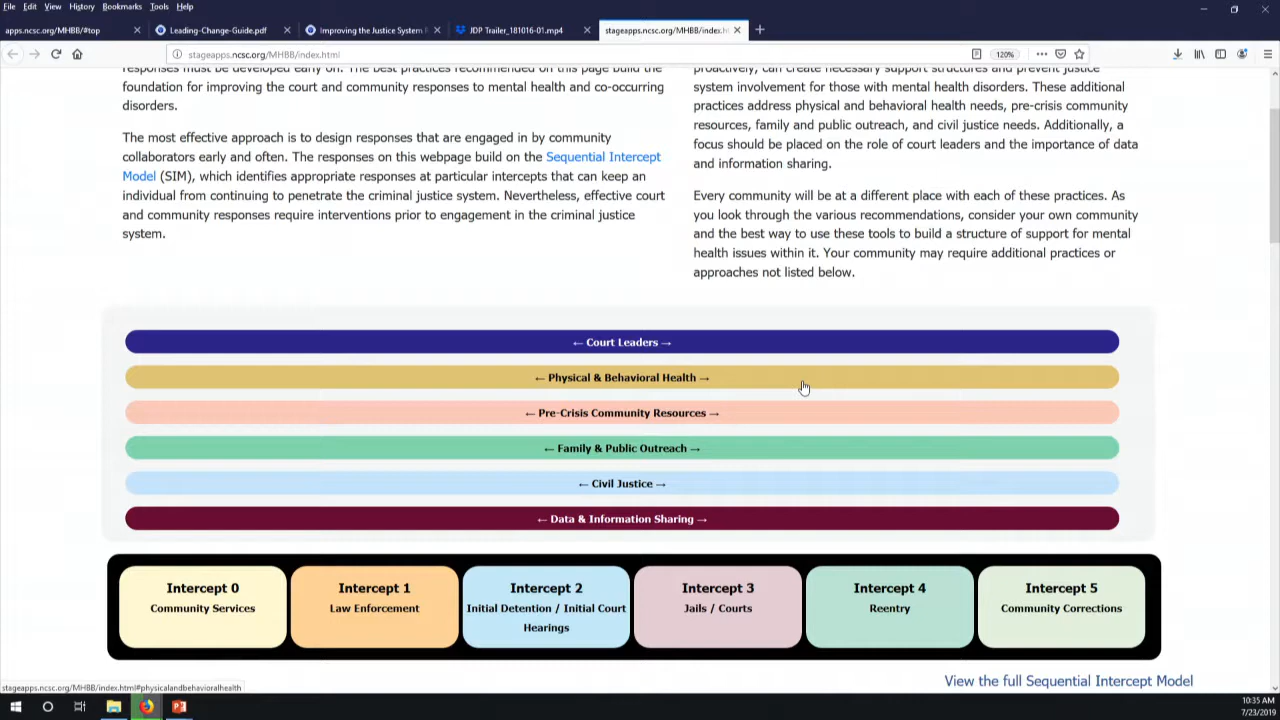 File Edit View History Bookmarks Tools Help
apps.ncsc.org/MHBB/#top
Leading-Change-Guide.pdf
Improving the Justice System
JDP Trailer_181016-01.mp4
stageapps.ncsc.org/MHBB/index.html
stageapps.ncsc.org/MHBB/index.html
120%
responses must be developed early on. The best practices recommended on this page build the
foundation for improving the court and community responses to mental health and co-occurring
disorders.
The most effective approach is to design responses that are engaged in by community
collaborators early and often. The responses on this webpage build on the Sequential Intercept
Model (SIM), which identifies appropriate responses at particular intercepts that can keep an
individual from continuing to penetrate the criminal justice system. Nevertheless, effective court
and community responses require interventions prior to engagement in the criminal justice
system.
proactively, can create necessary support structures and prevent justice
system involvement for those with mental health disorders. These additional
practices address physical and behavioral health needs, pre-crisis community
resources, family and public outreach, and civil justice needs. Additionally, a
focus should be placed on the role of court leaders and the importance of data
and information sharing.
Every community will be at a different place with each of these practices. As
you look through the various recommendations, consider your own community
and the best way to use these tools to build a structure of support for mental
health issues within it. Your community may require additional practices or
approaches not listed below.
← Court Leaders →
← Physical & Behavioral Health →
← Pre-Crisis Community Resources →
← Family & Public Outreach →
← Civil Justice →
← Data & Information Sharing →
Intercept 0
Community Services
Intercept 1
Law Enforcement
Intercept 2
Initial Detention / Initial Court
Hearings
Intercept 3
Jails / Courts
Intercept 4
Reentry
Intercept 5
Community Corrections
View the full Sequential Intercept Model
stageapps.ncsc.org/MHBB/index.html#physicalandbehavioralhealth
10:35 AM
7/23/2019